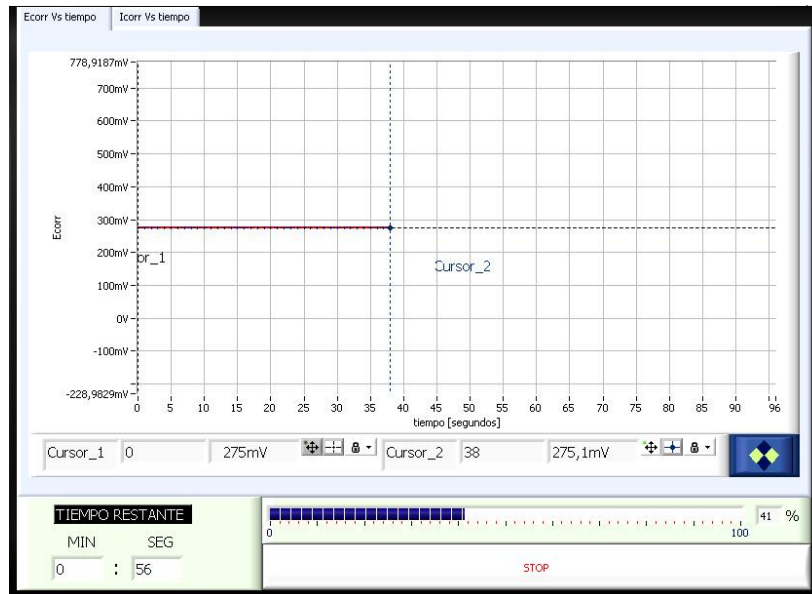 Ecorr Vs tiempo
Icorr Vs tiempo
778,9187mV
700mV
600mV
500mV
400mV
300mV
200mV
100mV
0V
-100mV
-228,9829mV
Ecorr
or_1
Cursor_2
0 5 10 15 20 25 30 35 40 45 50 55 60 65 70 75 80 85 90 96
tiempo [segundos]
Cursor_1 0 275mV Cursor_2 38 275,1mV
TIEMPO RESTANTE
MIN SEG
0 : 56
0 100
41 %
STOP